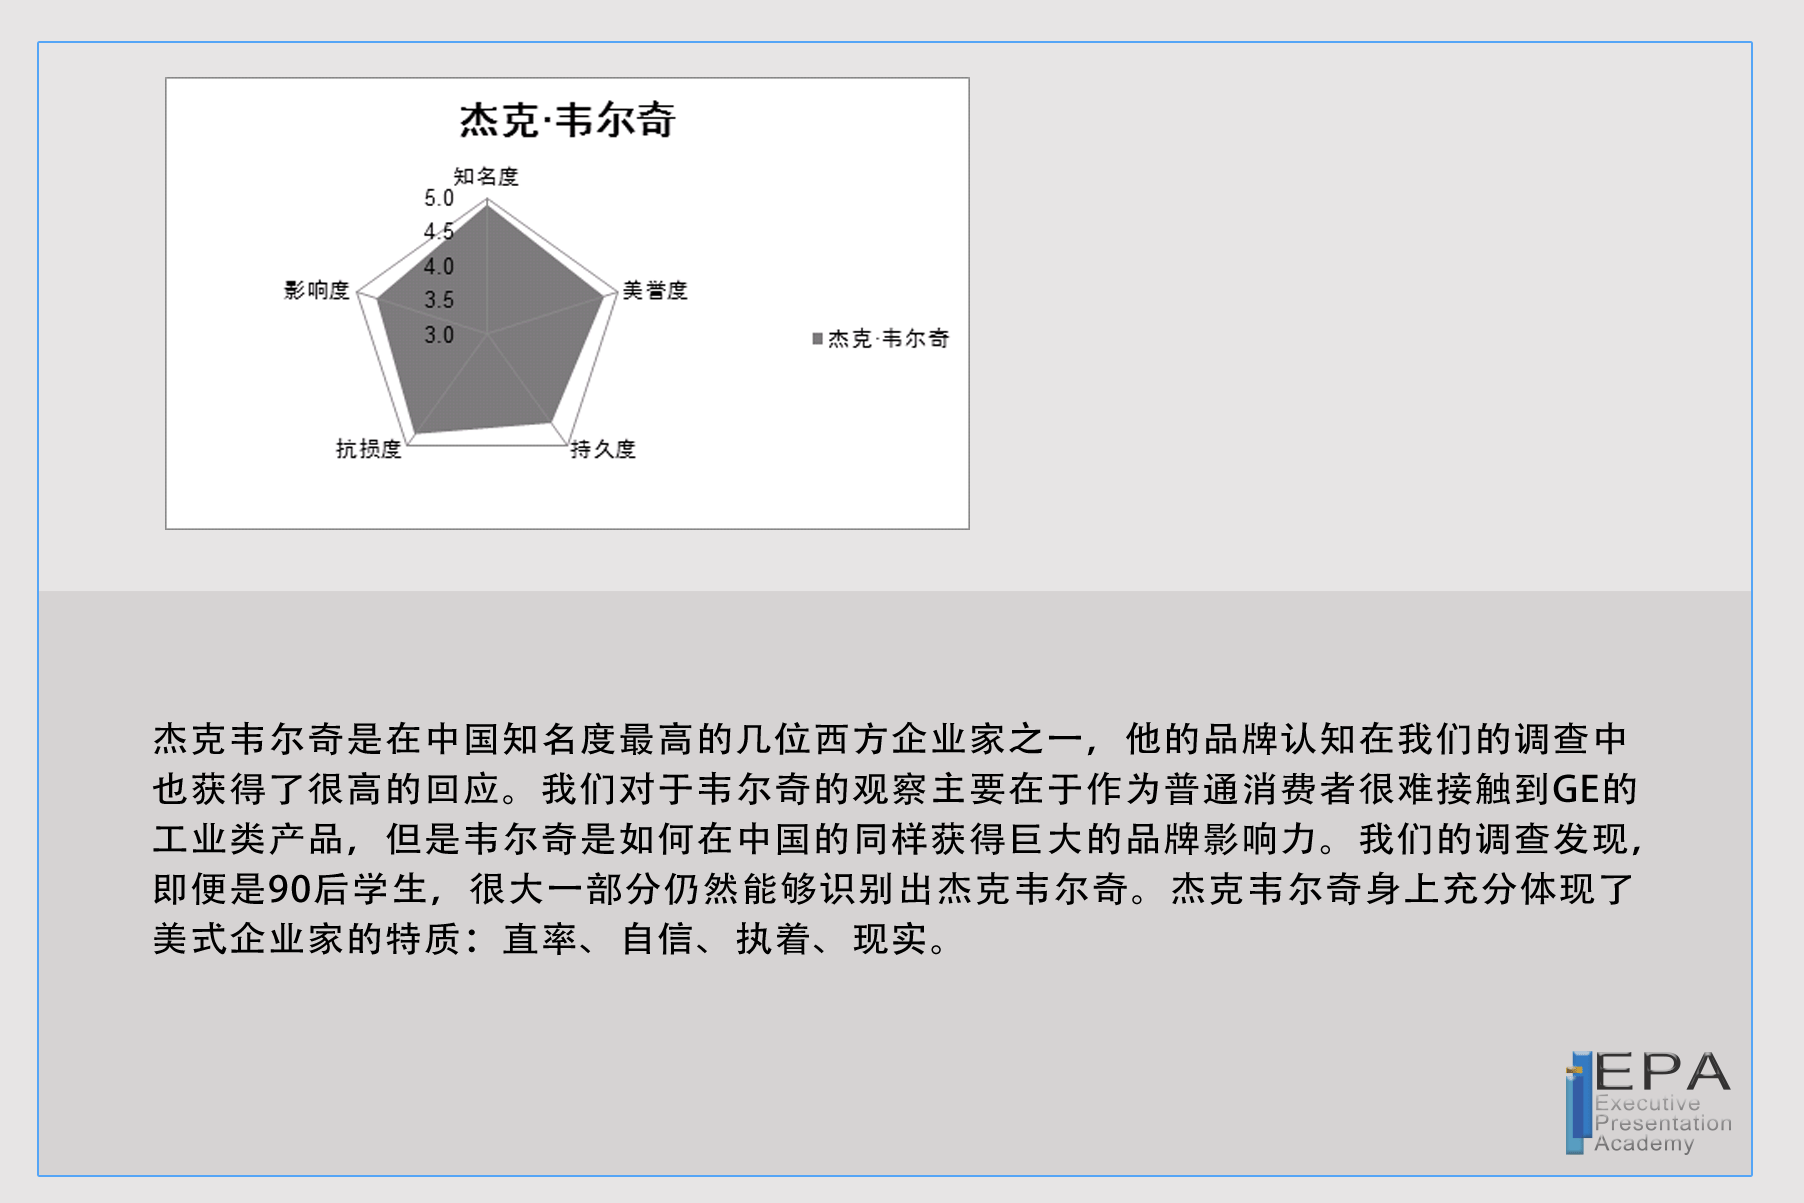 杰克·韦尔奇
知名度
5.0
4.5
4.0
3.5
3.0
影响度
美誉度
抗损度
持久度
杰克·韦尔奇
杰克韦尔奇是在中国知名度最高的几位西方企业家之一，他的品牌认知在我们的调查中
也获得了很高的回应。我们对于韦尔奇的观察主要在于作为普通消费者很难接触到GE的
工业类产品，但是韦尔奇是如何在中国的同样获得巨大的品牌影响力。我们的调查发现，
即便是90后学生，很大一部分仍然能够识别出杰克韦尔奇。杰克韦尔奇身上充分体现了
美式企业家的特质：直率、自信、执着、现实。
EPA
Executive
Presentation
Academy